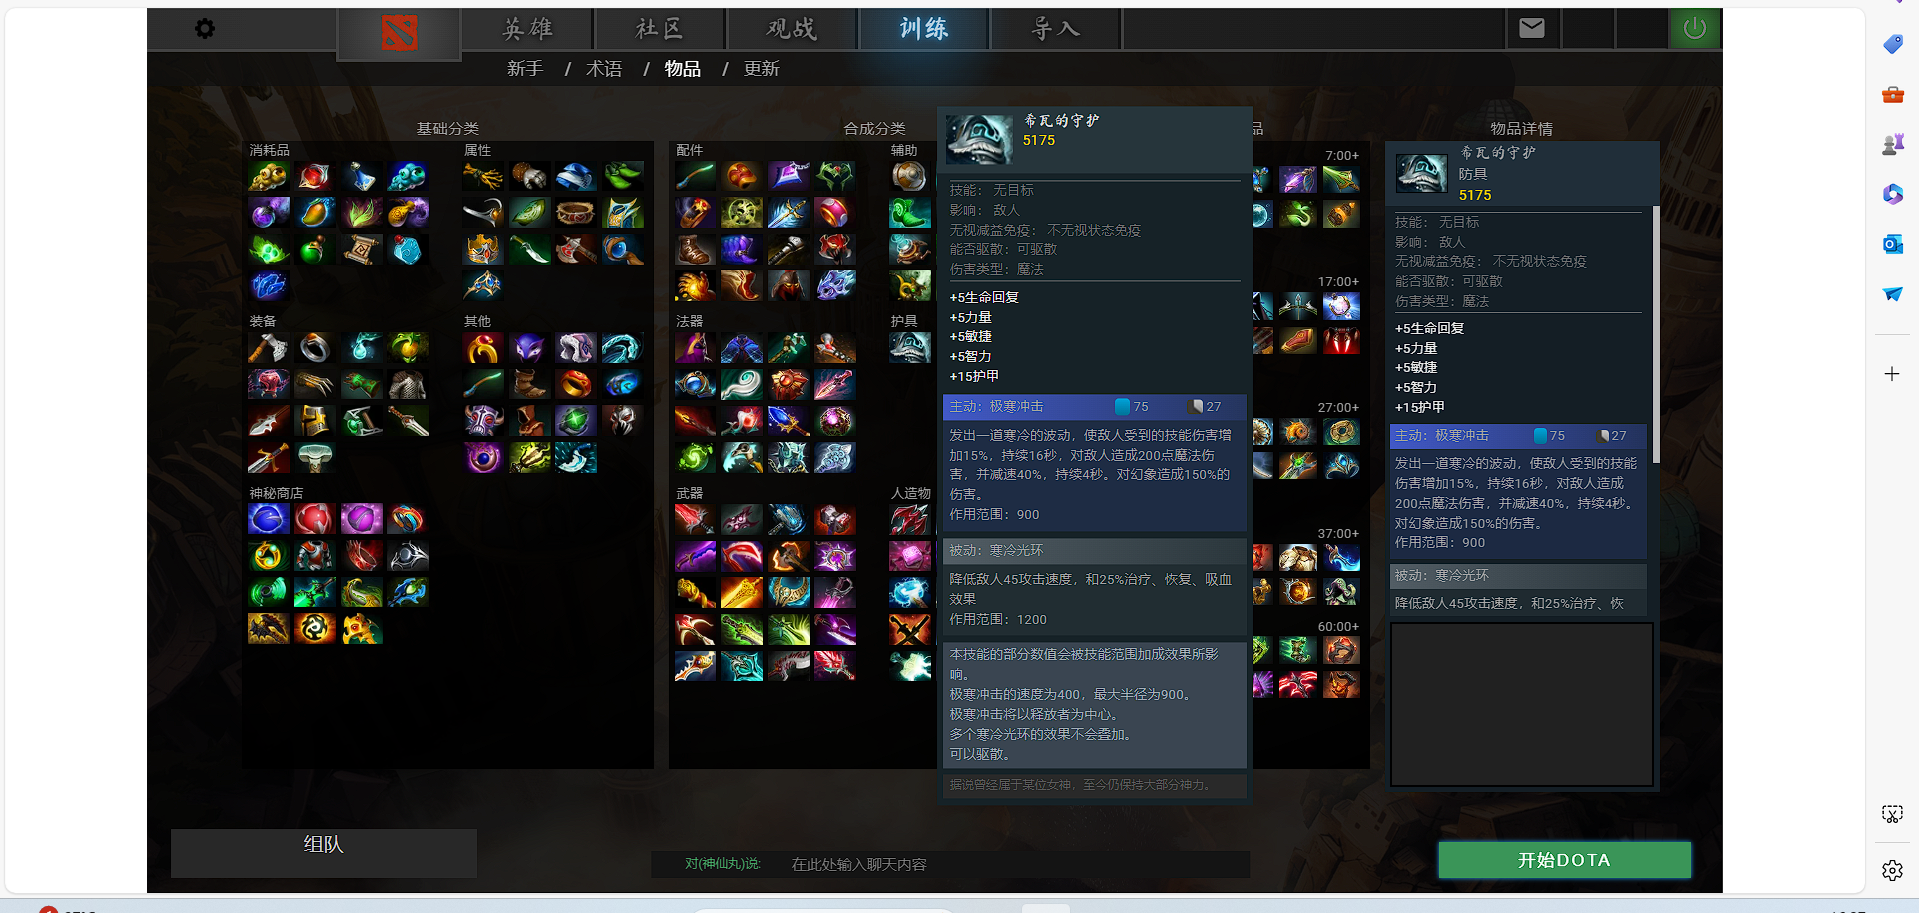 英雄
社区
观战
训练
导入
新手 / 术语 / 物品 / 更新
基础分类
消耗品
属性
装备
其他
神秘商店
合成分类
配件
辅助
法器
护具
武器
人造物
希瓦的守护
5175
技能： 无目标
影响： 敌人
无视减益免疫： 不无视状态免疫
能否驱散：可驱散
伤害类型：魔法
+5生命回复
+5力量
+5敏捷
+5智力
+15护甲
主动：极寒冲击 75 27
发出一道寒冷的波动，使敌人受到的技能伤害增
加15%，持续16秒，对敌人造成200点魔法伤
害，并减速40%，持续4秒。对幻象造成150%的
伤害。
作用范围：900
被动：寒冷光环
降低敌人45攻击速度，和25%治疗、恢复、吸血
效果
作用范围：1200
本技能的部分数值会被技能范围加成效果所影
响。
极寒冲击的速度为400，最大半径为900。
极寒冲击将以释放者为中心。
多个寒冷光环的效果不会叠加。
可以驱散。
据说曾经属于某位女神，至今仍保持大部分神力。
品
7:00+
17:00+
27:00+
37:00+
60:00+
物品详情
希瓦的守护
防具
5175
技能： 无目标
影响： 敌人
无视减益免疫： 不无视状态免疫
能否驱散：可驱散
伤害类型：魔法
+5生命回复
+5力量
+5敏捷
+5智力
+15护甲
主动：极寒冲击 75 27
发出一道寒冷的波动，使敌人受到的技能
伤害增加15%，持续16秒，对敌人造成
200点魔法伤害，并减速40%，持续4秒。
对幻象造成150%的伤害。
作用范围：900
被动：寒冷光环
降低敌人45攻击速度，和25%治疗、恢
组队
对(神仙丸)说:
在此处输入聊天内容
开始DOTA